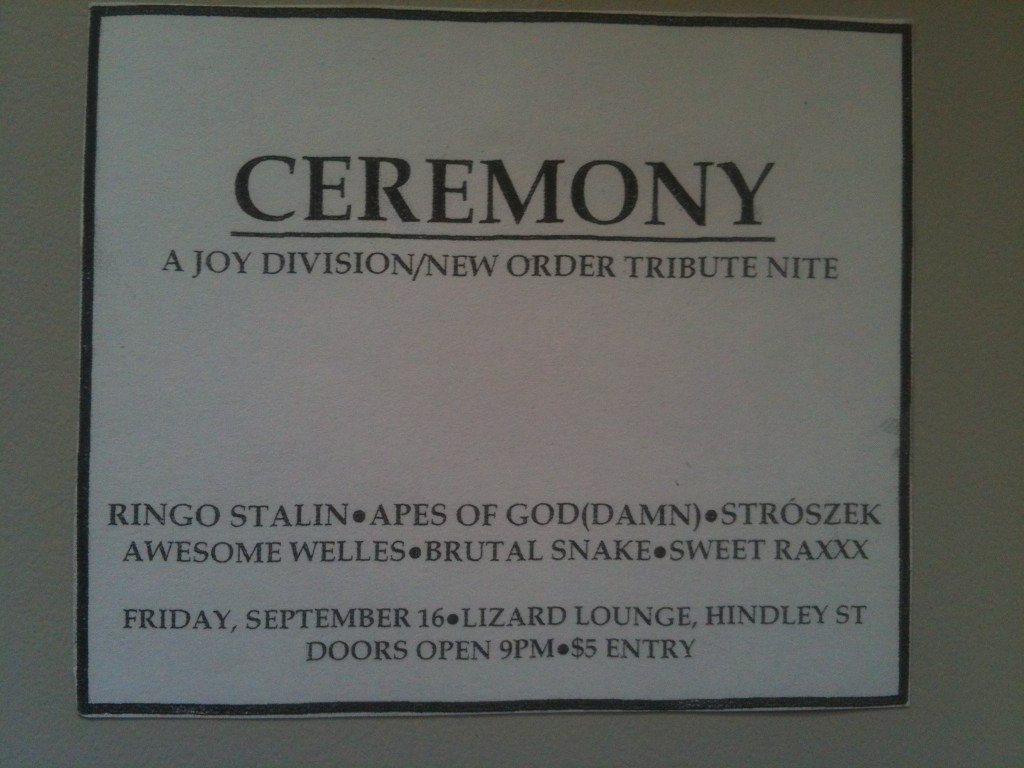 CEREMONY
A JOY DIVISION/NEW ORDER TRIBUTE NITE
RINGO STALIN•APES OF GOD(DAMN)•STRÓSZEK
AWESOME WELLES•BRUTAL SNAKE•SWEET RAXXX
FRIDAY, SEPTEMBER 16•LIZARD LOUNGE, HINDLEY ST
DOORS OPEN 9PM•$5 ENTRY